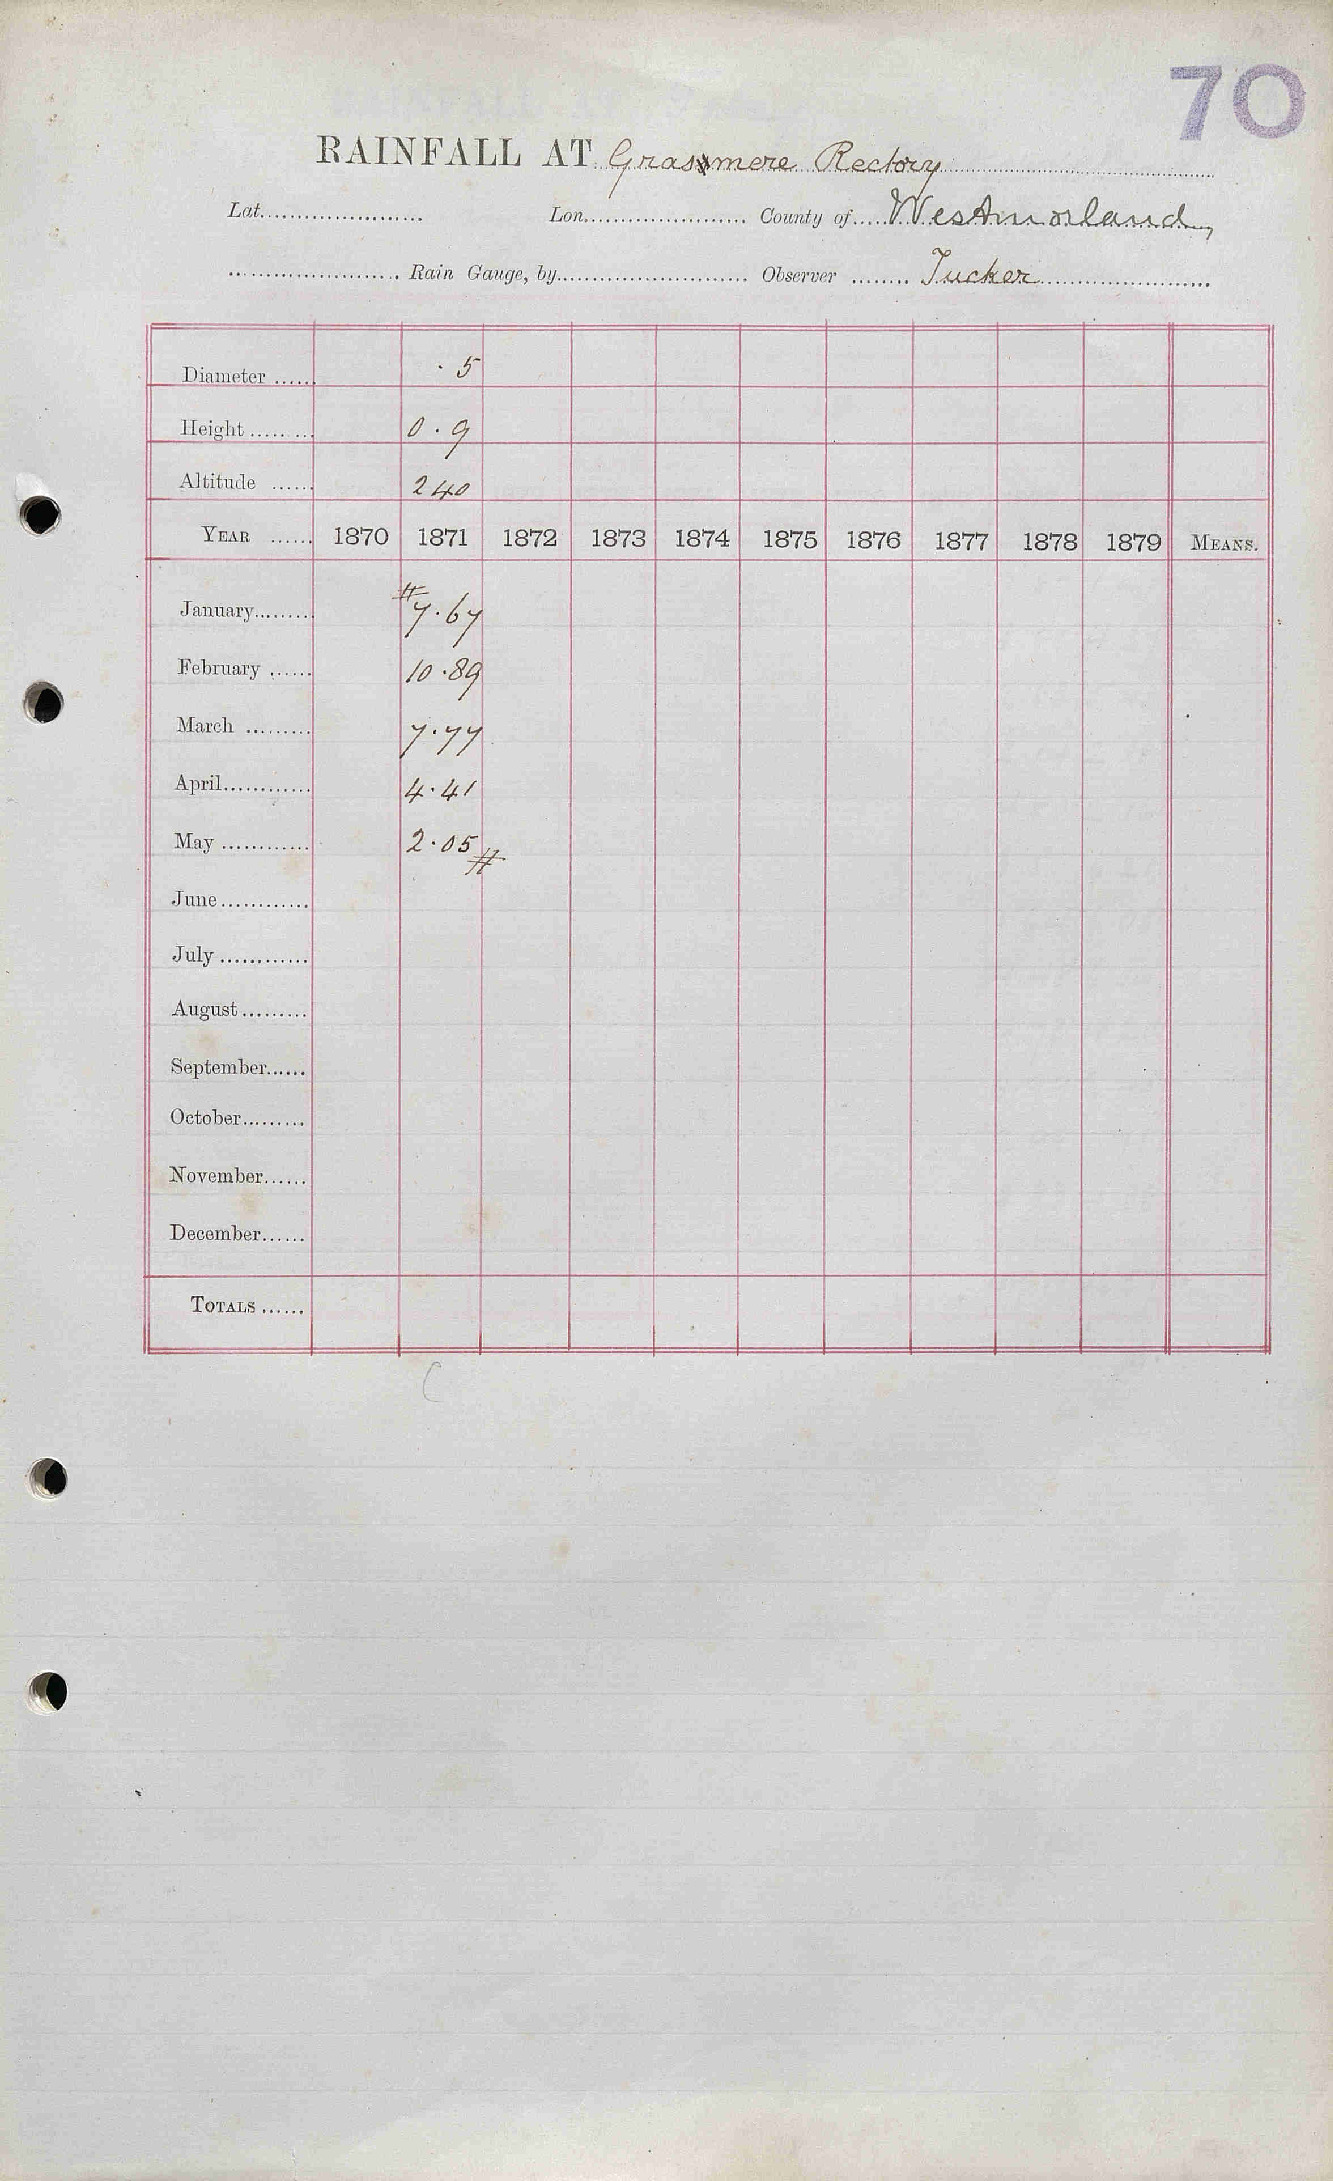 70
RAINFALL AT Grasmere Rectory
Lat. Lon. County of Westmorland
Rain Gauge, by Observer Tucker
Diameter · 5
Height 0 · 9
Altitude 240
YEAR 1870 1871 1872 1873 1874 1875 1876 1877 1878 1879 MEANS.
January #7·67
February 10·89
March 7·77
April 4·41
May 2·05#
June
July
August
September
October
November
December
TOTALS